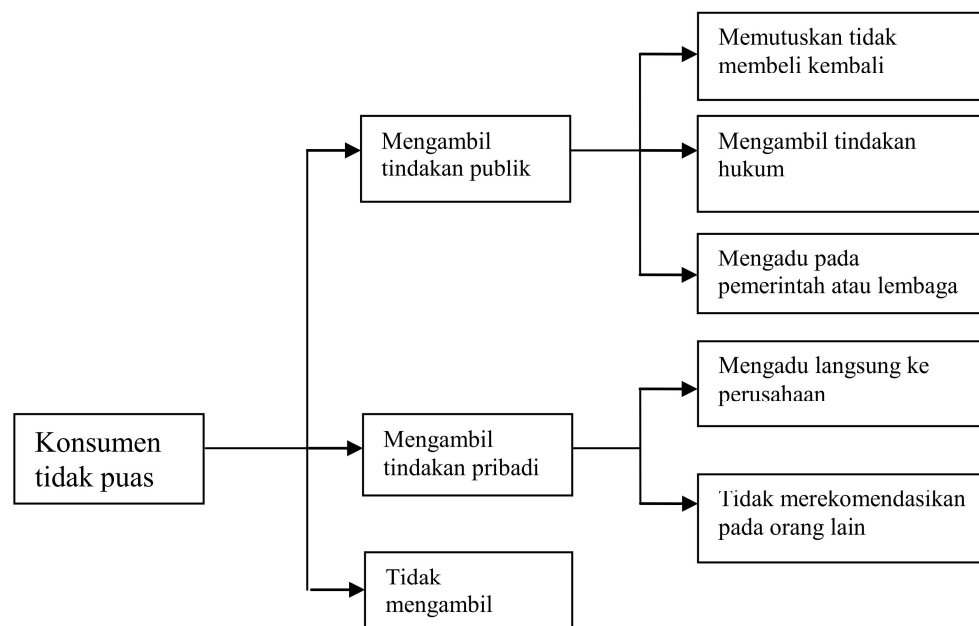 Memutuskan tidak
membeli kembali
Mengambil
tindakan publik
Mengambil tindakan
hukum
Mengadu pada
pemerintah atau lembaga
Mengadu langsung ke
perusahaan
Konsumen
tidak puas
Mengambil
tindakan pribadi
Tidak merekomendasikan
pada orang lain
Tidak
mengambil